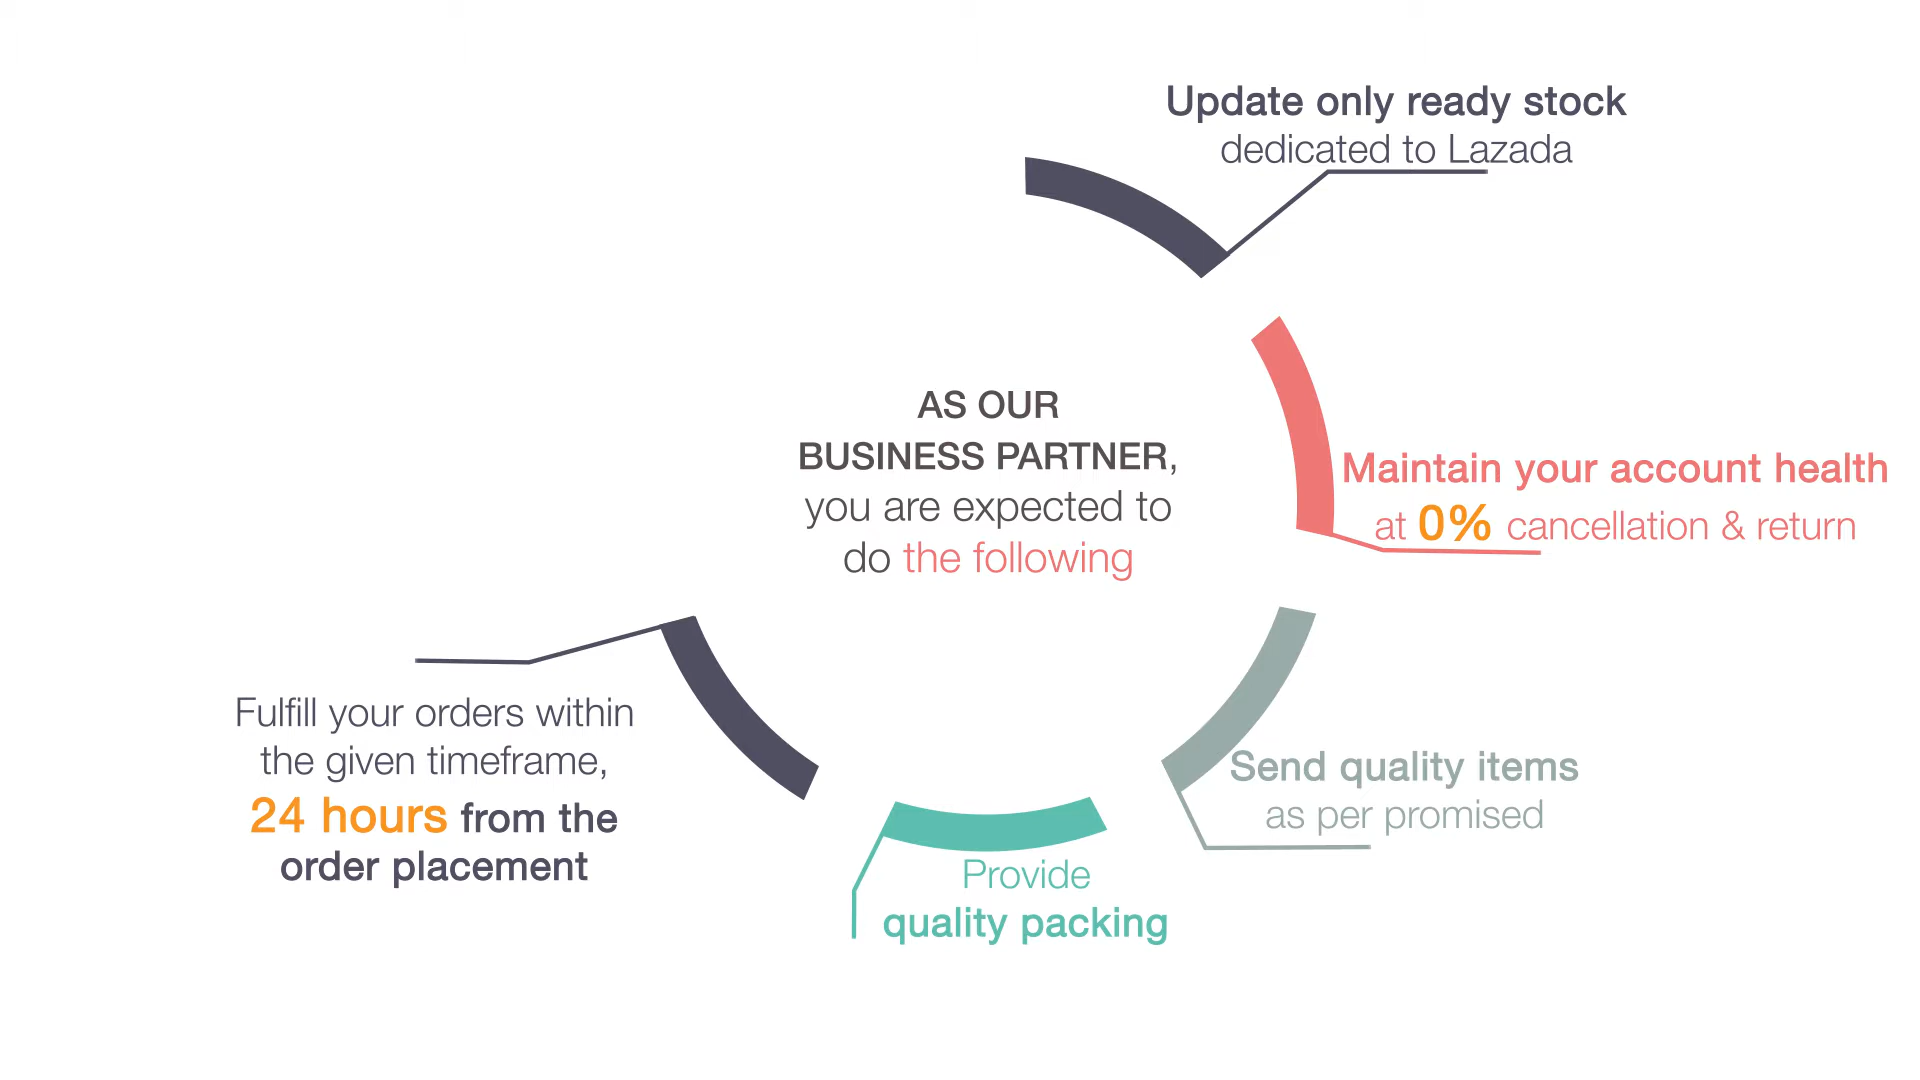 Update only ready stock
dedicated to Lazada
AS OUR
BUSINESS PARTNER,
you are expected to
do the following
Maintain your account health
at 0% cancellation & return
Send quality items
as per promised
Provide
quality packing
Fulfill your orders within
the given timeframe,
24 hours from the
order placement